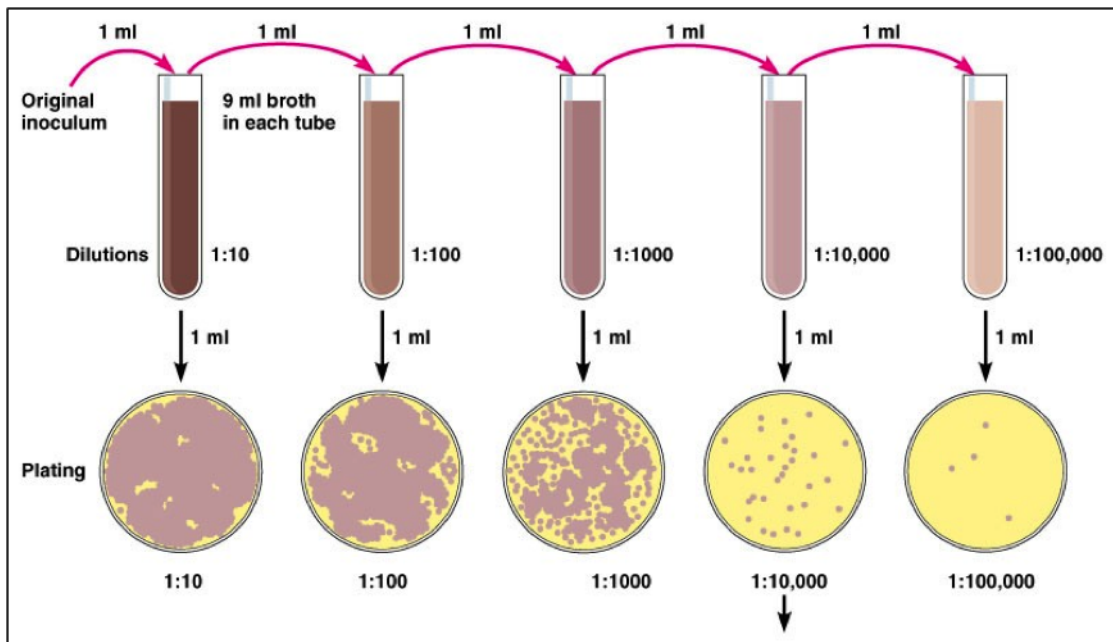 1 ml
1 ml
1 ml
1 ml
1 ml
Original
inoculum
9 ml broth
in each tube
Dilutions
1:10
1:100
1:1000
1:10,000
1:100,000
1 ml
1 ml
1 ml
1 ml
1 ml
Plating
1:10
1:100
1:1000
1:10,000
1:100,000